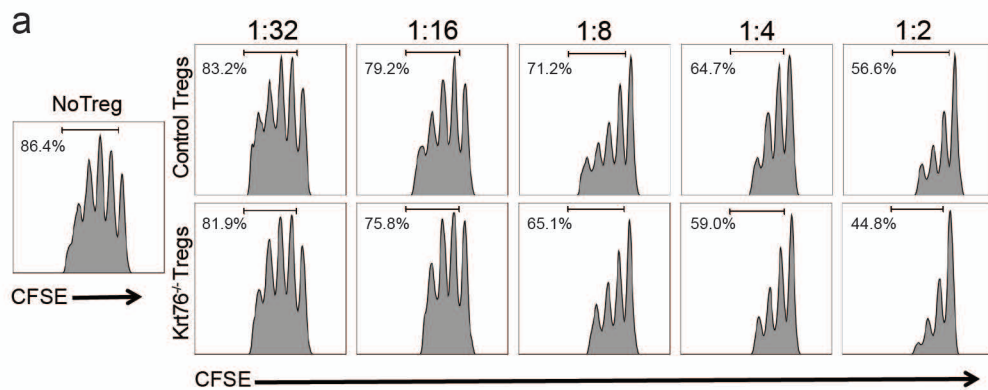 a
1:32 1:16 1:8 1:4 1:2
Control Tregs
83.2% 79.2% 71.2% 64.7% 56.6%
NoTreg
86.4%
CFSE
Krt76-/- Tregs
81.9% 75.8% 65.1% 59.0% 44.8%
CFSE